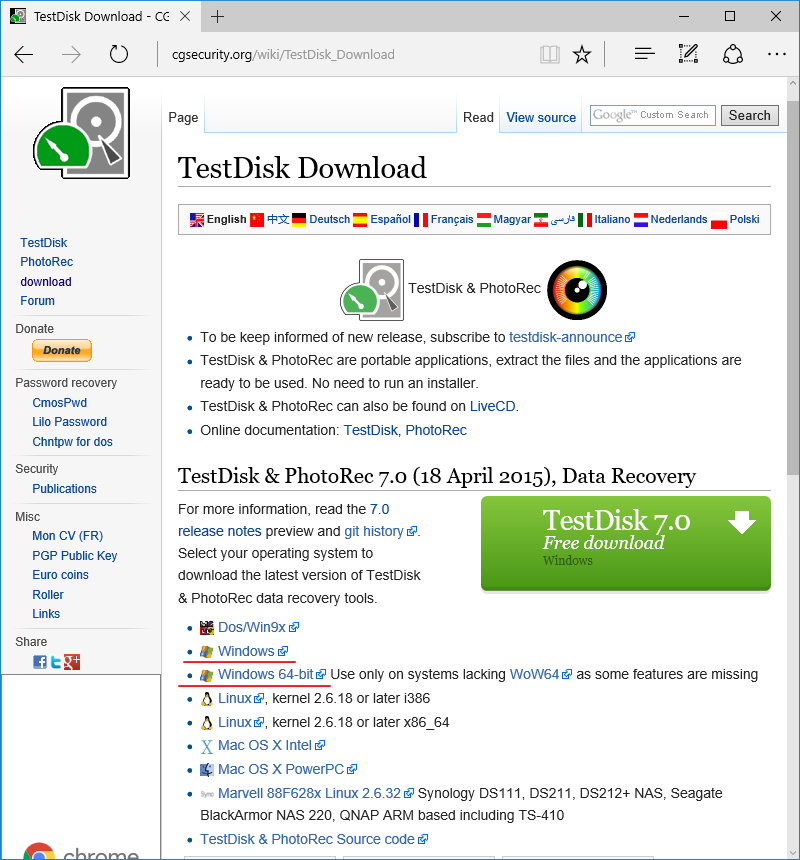 TestDisk Download - CG
cgsecurity.org/wiki/TestDisk_Download
Page
Read
View source
Google™ Custom Search
Search
TestDisk Download
English 中文 Deutsch Español Français Magyar فارسی Italiano Nederlands Polski
TestDisk & PhotoRec
To be keep informed of new release, subscribe to testdisk-announce
TestDisk & PhotoRec are portable applications, extract the files and the applications are
ready to be used. No need to run an installer.
TestDisk & PhotoRec can also be found on LiveCD.
Online documentation: TestDisk, PhotoRec
TestDisk & PhotoRec 7.0 (18 April 2015), Data Recovery
For more information, read the 7.0
release notes preview and git history.
Select your operating system to
download the latest version of TestDisk
& PhotoRec data recovery tools.
TestDisk 7.0
Free download
Windows
Dos/Win9x
Windows
Windows 64-bit Use only on systems lacking WoW64 as some features are missing
Linux, kernel 2.6.18 or later i386
Linux, kernel 2.6.18 or later x86_64
Mac OS X Intel
Mac OS X PowerPC
Sync Marvell 88F628x Linux 2.6.32 Synology DS111, DS211, DS212+ NAS, Seagate
BlackArmor NAS 220, QNAP ARM based including TS-410
TestDisk & PhotoRec Source code
TestDisk
PhotoRec
download
Forum
Donate
Donate
Password recovery
CmosPwd
Lilo Password
Chntpw for dos
Security
Publications
Misc
Mon CV (FR)
PGP Public Key
Euro coins
Roller
Links
Share
chrome